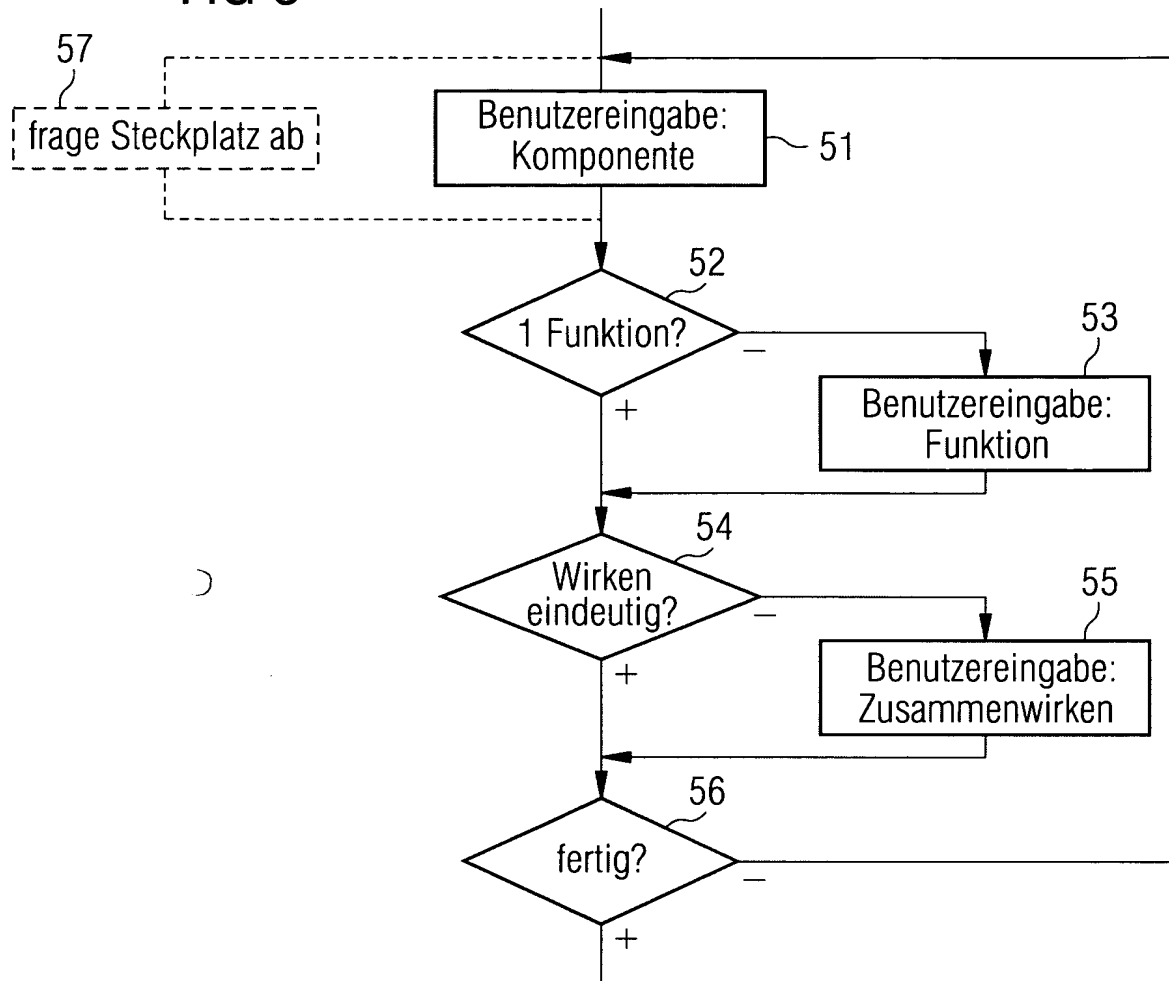 57
frage Steckplatz ab
Benutzereingabe:
Komponente
51
52
1 Funktion?
−
+
53
Benutzereingabe:
Funktion
54
Wirken
eindeutig?
−
+
55
Benutzereingabe:
Zusammenwirken
56
fertig?
−
+